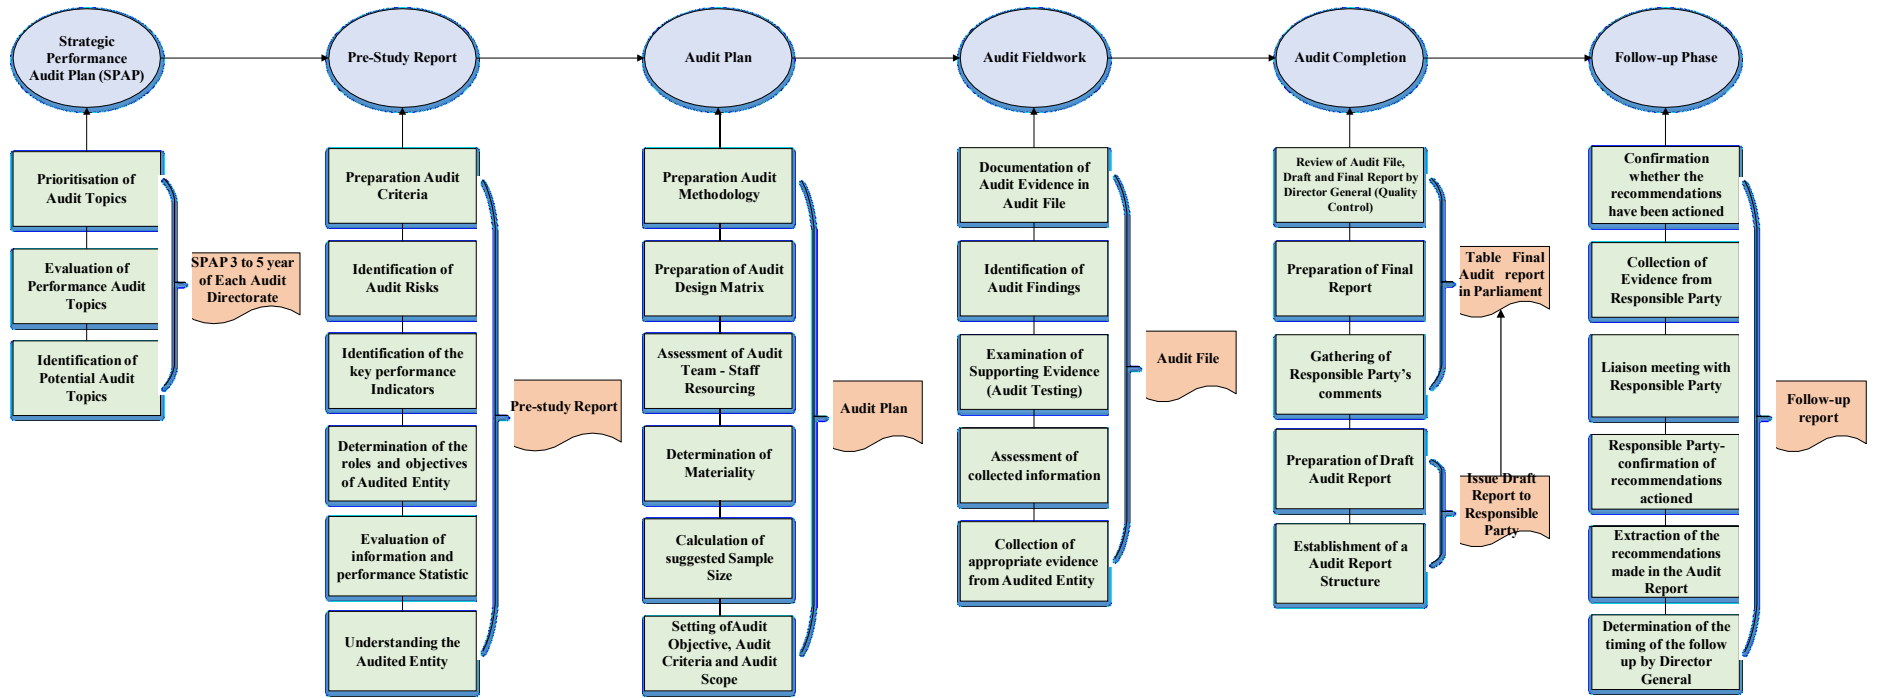 Strategic
Performance
Audit Plan (SPAP)
Pre-Study Report
Audit Plan
Audit Fieldwork
Audit Completion
Follow-up Phase
Prioritisation of
Audit Topics
Evaluation of
Performance Audit
Topics
Identification of
Potential Audit
Topics
SPAP 3 to 5 year
of Each Audit
Directorate
Preparation Audit
Criteria
Identification of
Audit Risks
Identification of the
key performance
Indicators
Determination of the
roles and objectives
of Audited Entity
Evaluation of
information and
performance Statistic
Understanding the
Audited Entity
Pre-study Report
Preparation Audit
Methodology
Preparation of Audit
Design Matrix
Assessment of Audit
Team - Staff
Resourcing
Determination of
Materiality
Calculation of
suggested Sample
Size
Setting ofAudit
Objective, Audit
Criteria and Audit
Scope
Audit Plan
Documentation of
Audit Evidence in
Audit File
Identification of
Audit Findings
Examination of
Supporting Evidence
(Audit Testing)
Assessment of
collected information
Collection of
appropriate evidence
from Audited Entity
Audit File
Review of Audit File,
Draft and Final Report by
Director General (Quality
Control)
Preparation of Final
Report
Gathering of
Responsible Party’s
comments
Preparation of Draft
Audit Report
Establishment of a
Audit Report
Structure
Table Final
Audit report
in Parliament
Issue Draft
Report to
Responsible
Party
Confirmation
whether the
recommendations
have been actioned
Collection of
Evidence from
Responsible Party
Liaison meeting with
Responsible Party
Responsible Party-
confirmation of
recommendations
actioned
Extraction of the
recommendations
made in the Audit
Report
Determination of the
timing of the follow
up by Director
General
Follow-up
report